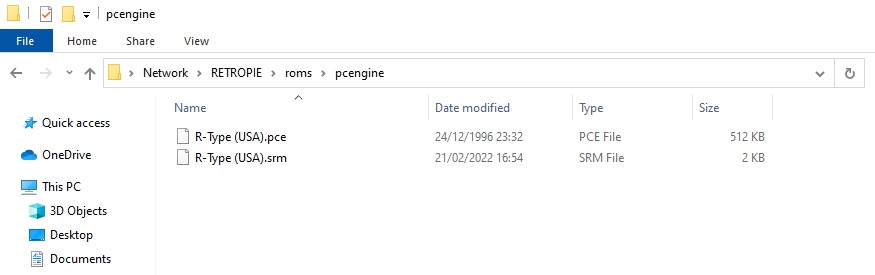 pcengine
File Home Share View
Network RETROPIE roms pcengine
Name Date modified Type Size
Quick access
R-Type (USA).pce 24/12/1996 23:32 PCE File 512 KB
R-Type (USA).srm 21/02/2022 16:54 SRM File 2 KB
OneDrive
This PC
3D Objects
Desktop
Documents